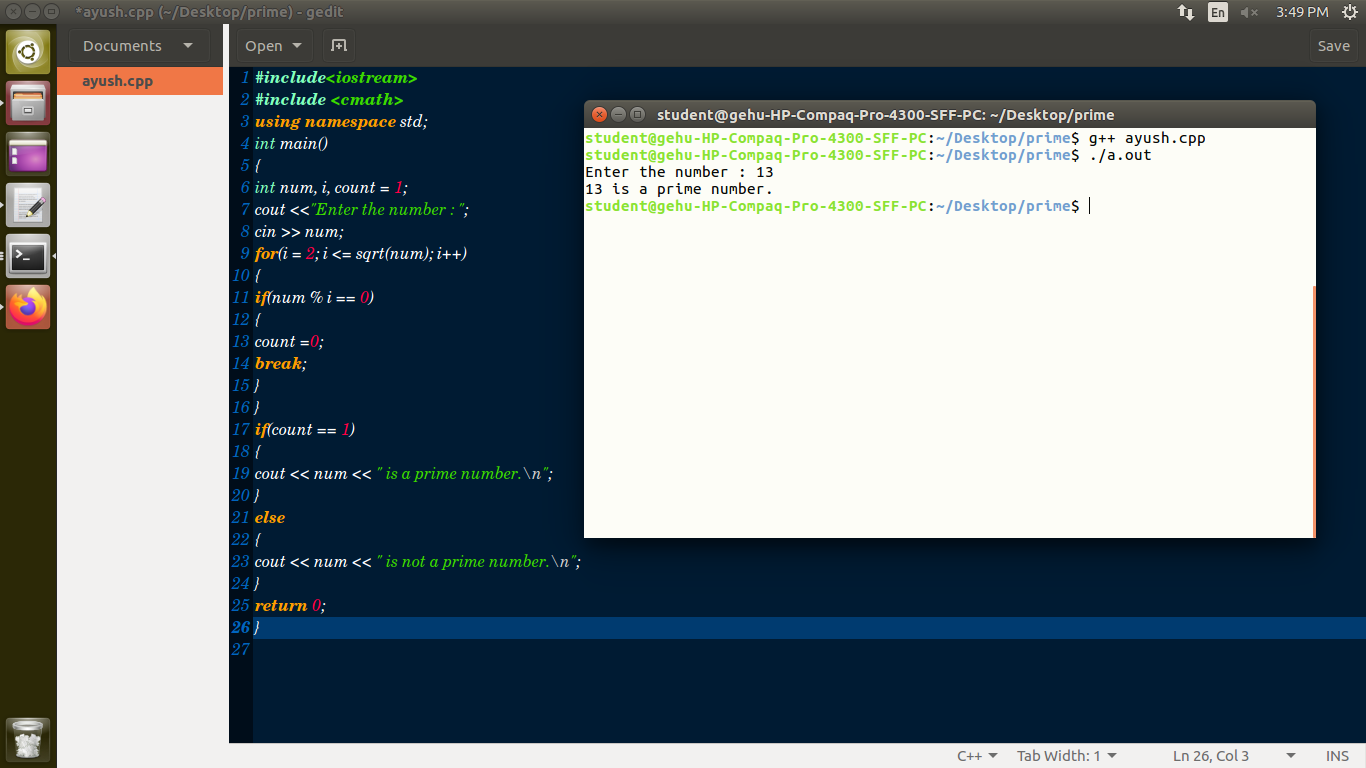 *ayush.cpp (~/Desktop/prime) - gedit
En
3:49 PM
Documents
Open
Save
ayush.cpp
1 #include<iostream>
2 #include <cmath>
3 using namespace std;
4 int main()
5 {
6 int num, i, count = 1;
7 cout <<"Enter the number : ";
8 cin >> num;
9 for(i = 2; i <= sqrt(num); i++)
10 {
11 if(num % i == 0)
12 {
13 count =0;
14 break;
15 }
16 }
17 if(count == 1)
18 {
19 cout << num << " is a prime number.\n";
20 }
21 else
22 {
23 cout << num << " is not a prime number.\n";
24 }
25 return 0;
26 }
27
student@gehu-HP-Compaq-Pro-4300-SFF-PC: ~/Desktop/prime
student@gehu-HP-Compaq-Pro-4300-SFF-PC:~/Desktop/prime$ g++ ayush.cpp
student@gehu-HP-Compaq-Pro-4300-SFF-PC:~/Desktop/prime$ ./a.out
Enter the number : 13
13 is a prime number.
student@gehu-HP-Compaq-Pro-4300-SFF-PC:~/Desktop/prime$
C++
Tab Width: 1
Ln 26, Col 3
INS